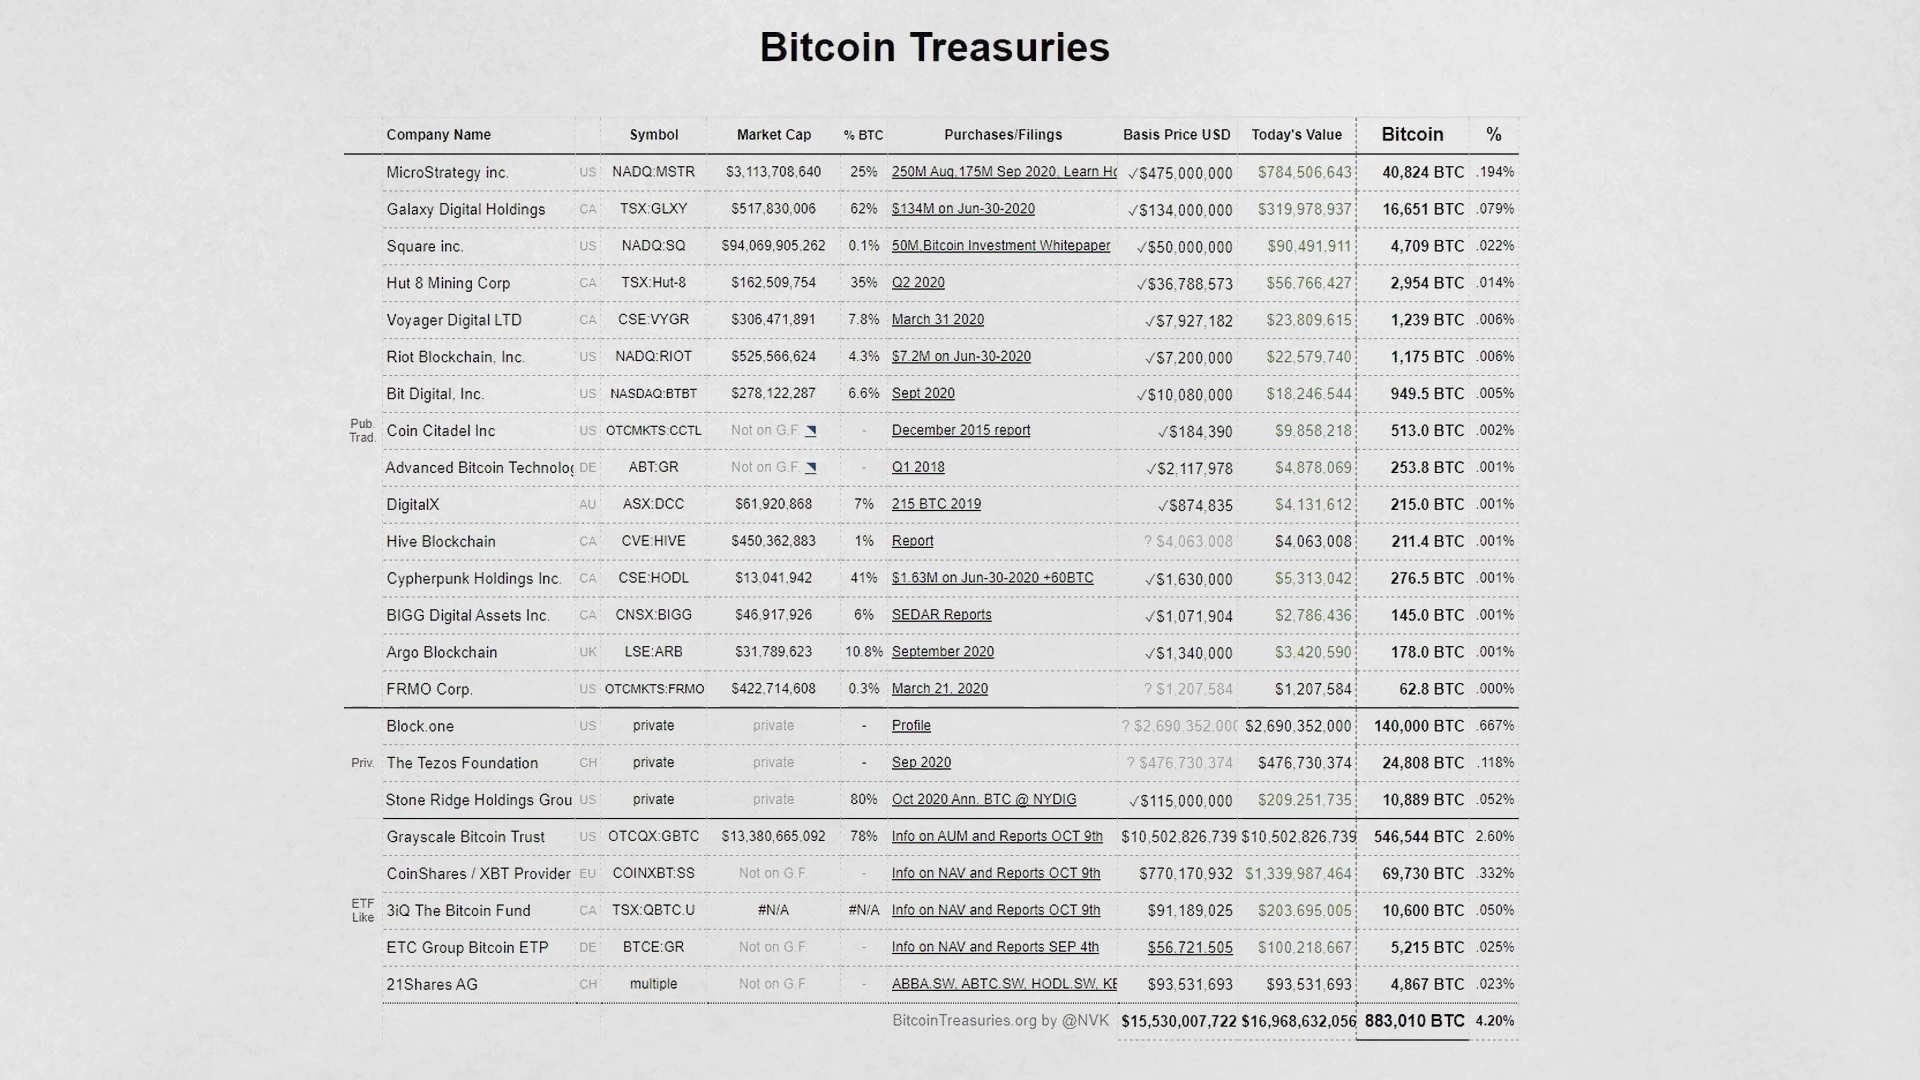 Bitcoin Treasuries
Company Name Symbol Market Cap % BTC Purchases/Filings Basis Price USD Today's Value Bitcoin %
MicroStrategy inc. US NADQ:MSTR $3,113,708,640 25% 250M Aug,175M Sep 2020, Learn Ho ✓$475,000,000 $784,506,643 40,824 BTC .194%
Galaxy Digital Holdings CA TSX:GLXY $517,830,006 62% $134M on Jun-30-2020 ✓$134,000,000 $319,978,937 16,651 BTC .079%
Square inc. US NADQ:SQ $94,069,905,262 0.1% 50M,Bitcoin Investment Whitepaper ✓$50,000,000 $90,491,911 4,709 BTC .022%
Hut 8 Mining Corp CA TSX:Hut-8 $162,509,754 35% Q2 2020 ✓$36,788,573 $56,766,427 2,954 BTC .014%
Voyager Digital LTD CA CSE:VYGR $306,471,891 7.8% March 31 2020 ✓$7,927,182 $23,809,615 1,239 BTC .006%
Riot Blockchain, Inc. US NADQ:RIOT $525,566,624 4.3% $7.2M on Jun-30-2020 ✓$7,200,000 $22,579,740 1,175 BTC .006%
Bit Digital, Inc. US NASDAQ:BTBT $278,122,287 6.6% Sept 2020 ✓$10,080,000 $18,246,544 949.5 BTC .005%
Pub. Trad. Coin Citadel Inc US OTCMKTS:CCTL Not on G.F. - December 2015 report ✓$184,390 $9,858,218 513.0 BTC .002%
Advanced Bitcoin Technolog DE ABT:GR Not on G.F. - Q1 2018 ✓$2,117,978 $4,878,069 253.8 BTC .001%
DigitalX AU ASX:DCC $61,920,868 7% 215 BTC 2019 ✓$874,835 $4,131,612 215.0 BTC .001%
Hive Blockchain CA CVE:HIVE $450,362,883 1% Report ? $4,063,008 $4,063,008 211.4 BTC .001%
Cypherpunk Holdings Inc. CA CSE:HODL $13,041,942 41% $1.63M on Jun-30-2020 +60BTC ✓$1,630,000 $5,313,042 276.5 BTC .001%
BIGG Digital Assets Inc. CA CNSX:BIGG $46,917,926 6% SEDAR Reports ✓$1,071,904 $2,786,436 145.0 BTC .001%
Argo Blockchain UK LSE:ARB $31,789,623 10.8% September 2020 ✓$1,340,000 $3,420,590 178.0 BTC .001%
FRMO Corp. US OTCMKTS:FRMO $422,714,608 0.3% March 21, 2020 ? $1,207,584 $1,207,584 62.8 BTC .000%
Block.one US private private - Profile ? $2,690,352,000 $2,690,352,000 140,000 BTC .667%
Priv. The Tezos Foundation CH private private - Sep 2020 ? $476,730,374 $476,730,374 24,808 BTC .118%
Stone Ridge Holdings Grou US private private 80% Oct 2020 Ann. BTC @ NYDIG ✓$115,000,000 $209,251,735 10,889 BTC .052%
Grayscale Bitcoin Trust US OTCQX:GBTC $13,380,665,092 78% Info on AUM and Reports OCT 9th $10,502,826,739 $10,502,826,739 546,544 BTC 2.60%
CoinShares / XBT Provider EU COINXBT:SS Not on G.F. - Info on NAV and Reports OCT 9th $770,170,932 $1,339,987,464 69,730 BTC .332%
ETF Like 3iQ The Bitcoin Fund CA TSX:QBTC.U #N/A #N/A Info on NAV and Reports OCT 9th $91,189,025 $203,695,005 10,600 BTC .050%
ETC Group Bitcoin ETP DE BTCE:GR Not on G.F. - Info on NAV and Reports SEP 4th $56,721,505 $100,218,667 5,215 BTC .025%
21Shares AG CH multiple Not on G.F. - ABBA.SW, ABTC.SW, HODL.SW, KE $93,531,693 $93,531,693 4,867 BTC .023%
BitcoinTreasuries.org by @NVK $15,530,007,722 $16,968,632,056 883,010 BTC 4.20%